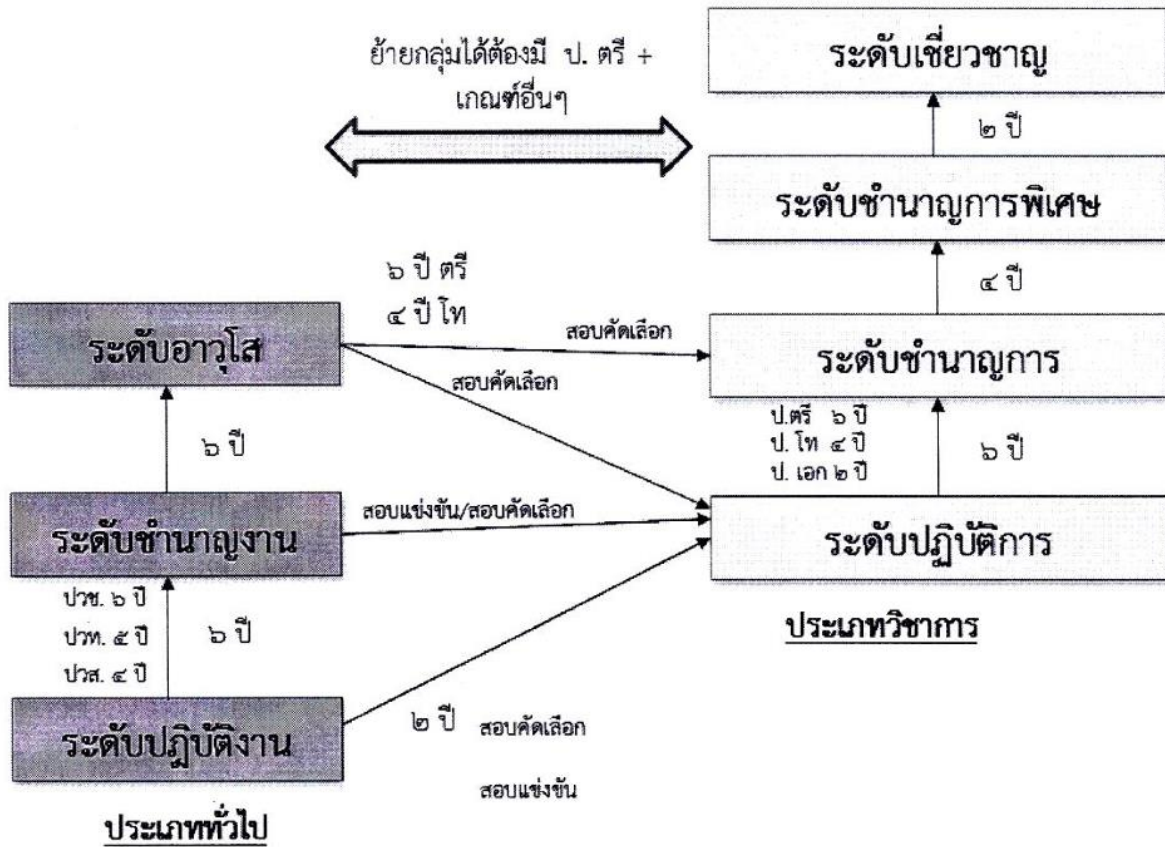 ย้ายกลุ่มได้ต้องมี ป. ตรี +
เกณฑ์อื่นๆ
ระดับเชี่ยวชาญ
๒ ปี
ระดับชำนาญการพิเศษ
๔ ปี
๖ ปี ตรี
๔ ปี โท
ระดับอาวุโส
สอบคัดเลือก
สอบคัดเลือก
ระดับชำนาญการ
ป.ตรี ๖ ปี
ป. โท ๔ ปี
ป. เอก ๒ ปี
๖ ปี
๖ ปี
ระดับชำนาญงาน
สอบแข่งขัน/สอบคัดเลือก
ระดับปฏิบัติการ
ประเภทวิชาการ
ปวช. ๖ ปี
ปวท. ๕ ปี
ปวส. ๔ ปี
๖ ปี
ระดับปฏิบัติงาน
๒ ปี
สอบคัดเลือก
สอบแข่งขัน
ประเภททั่วไป